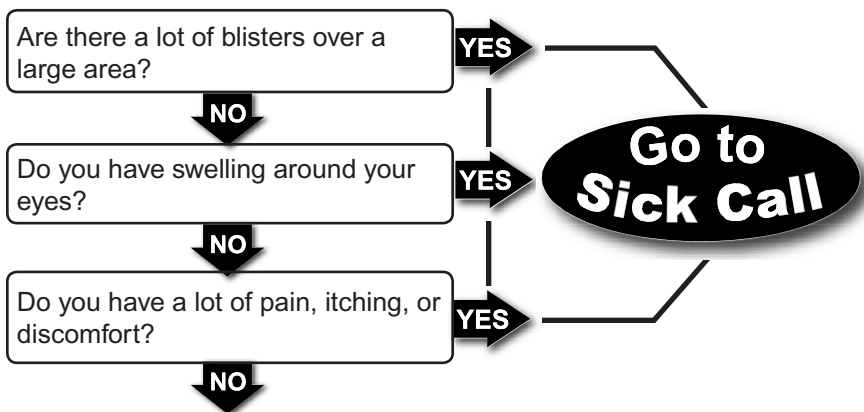 Are there a lot of blisters over a
large area?
YES
NO
Do you have swelling around your
eyes?
YES
NO
Do you have a lot of pain, itching, or
discomfort?
YES
NO
Go to
Sick Call